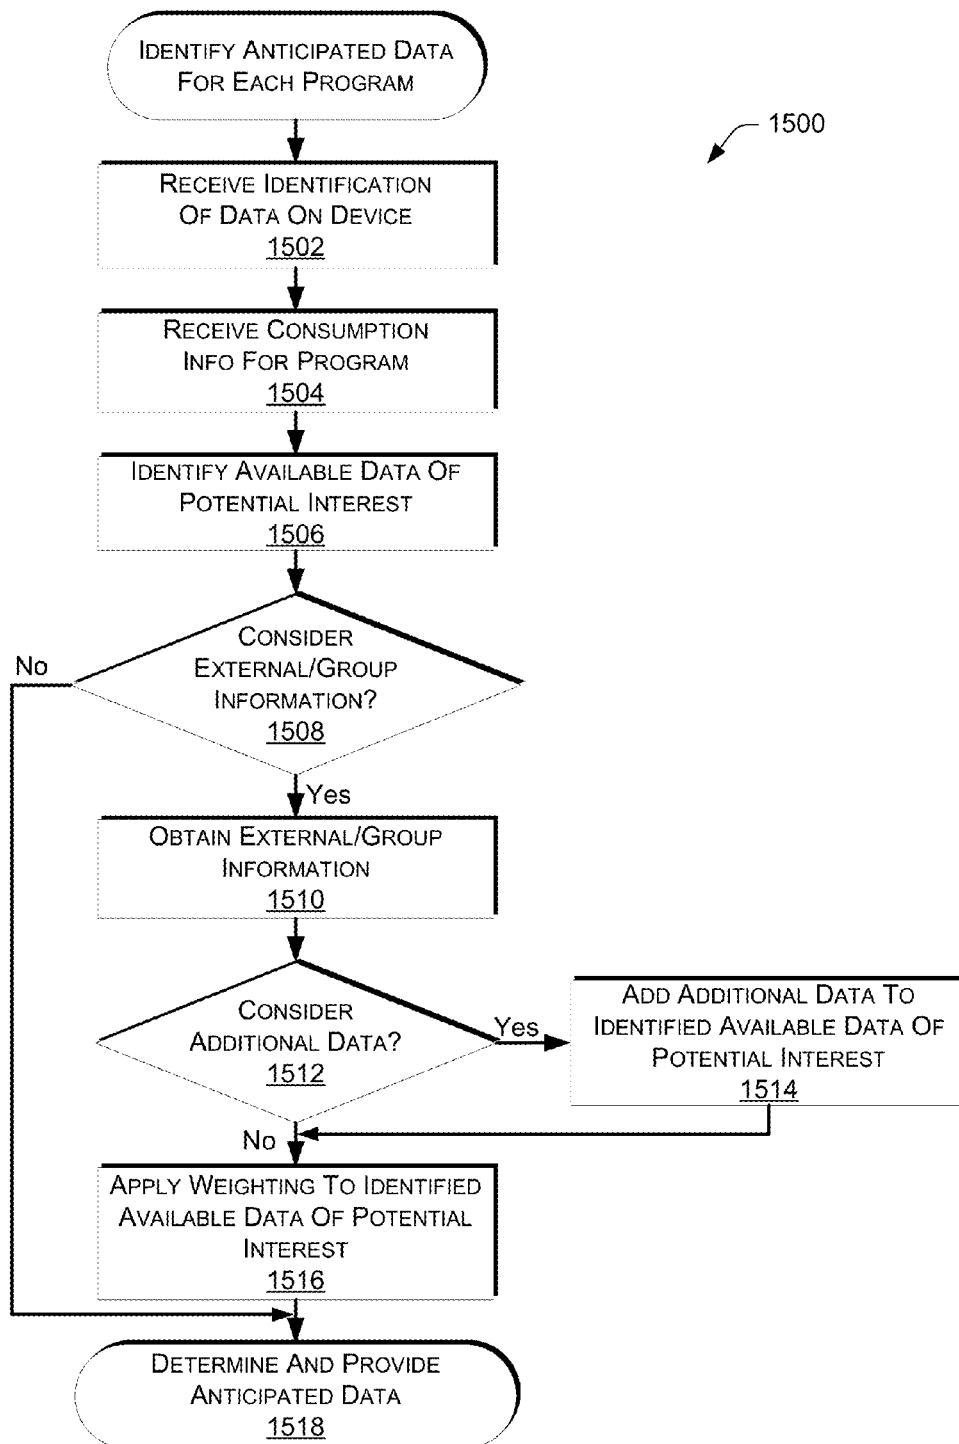 IDENTIFY ANTICIPATED DATA
FOR EACH PROGRAM
1500
RECEIVE IDENTIFICATION
OF DATA ON DEVICE
1502
RECEIVE CONSUMPTION
INFO FOR PROGRAM
1504
IDENTIFY AVAILABLE DATA OF
POTENTIAL INTEREST
1506
CONSIDER
EXTERNAL/GROUP
INFORMATION?
1508
No
Yes
OBTAIN EXTERNAL/GROUP
INFORMATION
1510
CONSIDER
ADDITIONAL DATA?
1512
Yes
ADD ADDITIONAL DATA TO
IDENTIFIED AVAILABLE DATA OF
POTENTIAL INTEREST
1514
No
APPLY WEIGHTING TO IDENTIFIED
AVAILABLE DATA OF POTENTIAL
INTEREST
1516
DETERMINE AND PROVIDE
ANTICIPATED DATA
1518